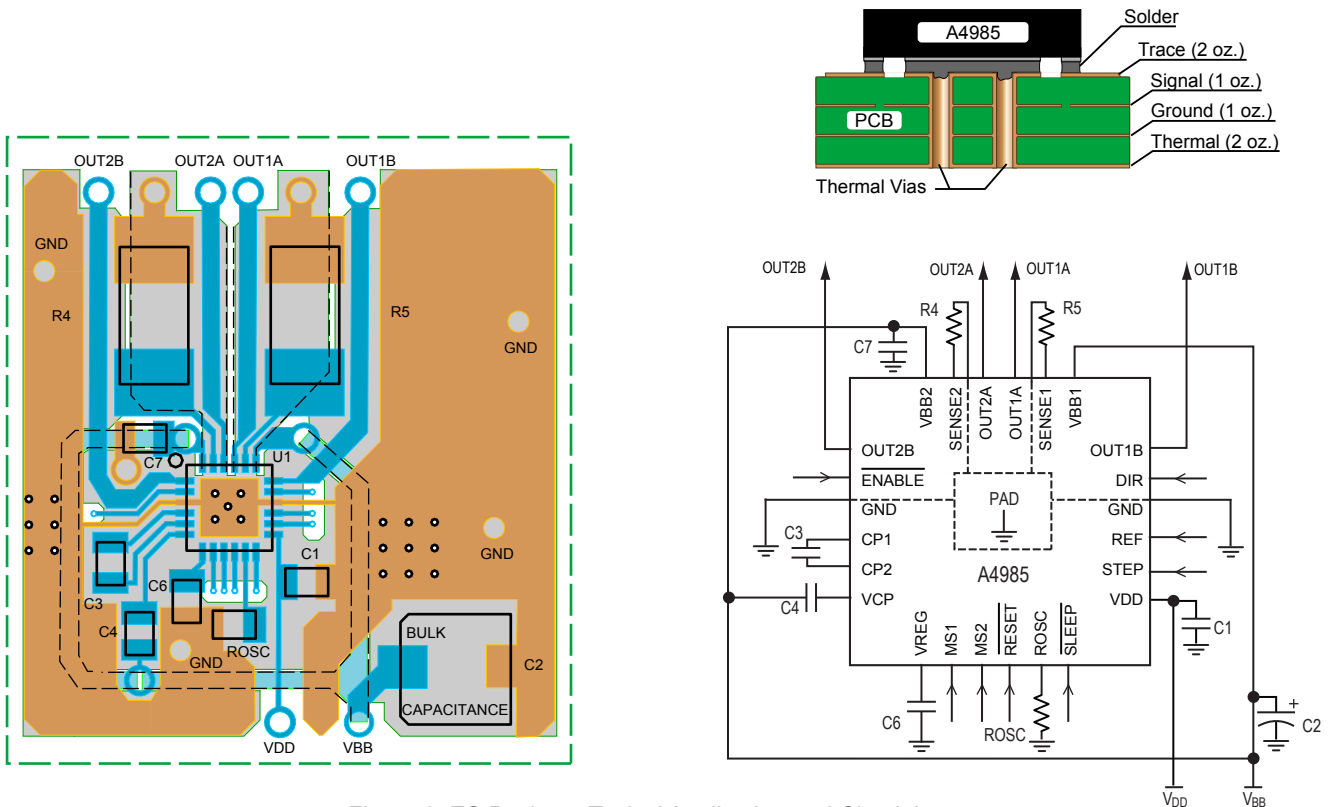 A4985
Solder
Trace (2 oz.)
Signal (1 oz.)
Ground (1 oz.)
Thermal (2 oz.)
PCB
Thermal Vias
OUT2B
OUT2A
OUT1A
OUT1B
GND
R4
R5
GND
C7
U1
GND
C1
C3
C6
C4
ROSC
GND
BULK
CAPACITANCE
C2
VDD
VBB
OUT2B
OUT2A
OUT1A
OUT1B
R4
R5
C7
VBB2
SENSE2
OUT2A
OUT1A
SENSE1
VBB1
OUT2B
OUT1B
ENABLE
DIR
PAD
GND
GND
C3
CP1
REF
CP2
A4985
STEP
C4
VCP
VDD
C1
VREG
MS1
MS2
RESET
ROSC
SLEEP
C6
ROSC
+
C2
VDD
VBB